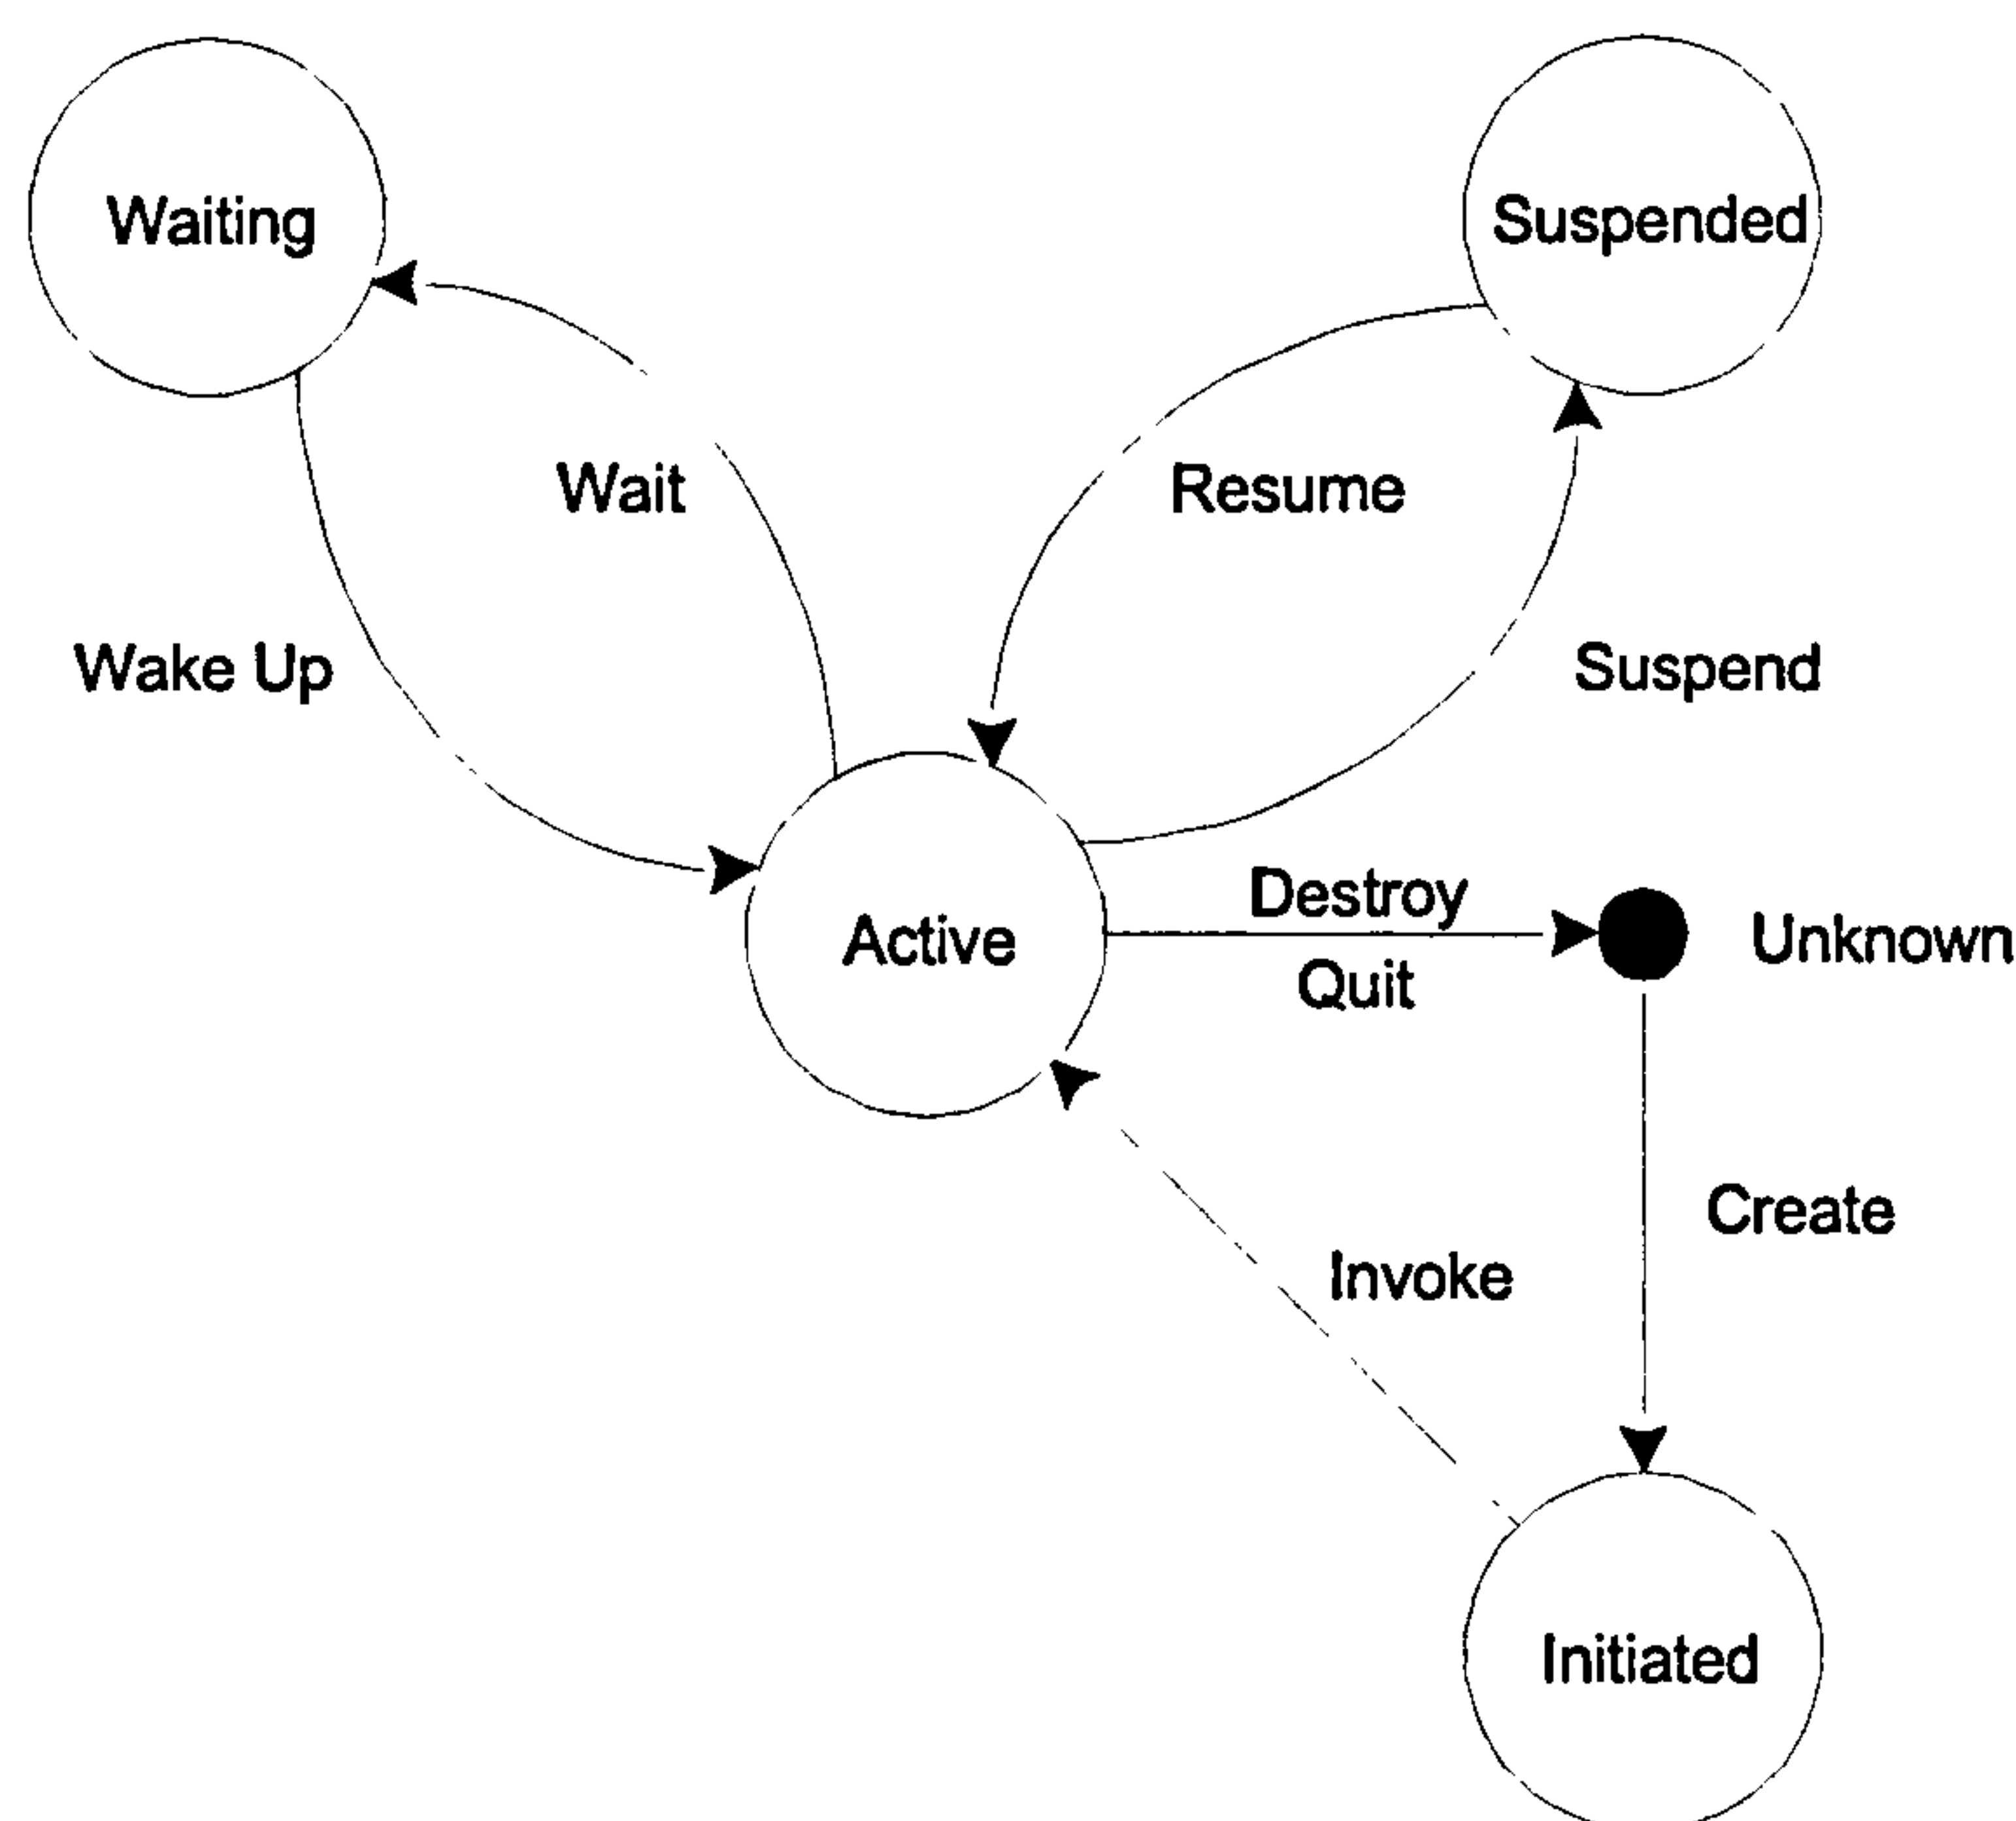 Waiting
Suspended
Wait
Resume
Wake Up
Suspend
Destroy
Active
Unknown
Quit
Create
Invoke
Initiated